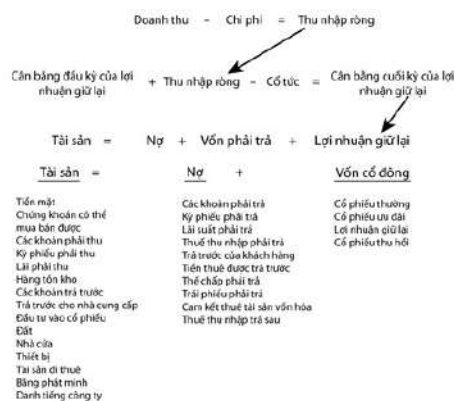 Doanh thu - Chi phí = Thu nhập ròng
Cân bằng đầu kỳ của lợi nhuận giữ lại + Thu nhập ròng - Cổ tức = Cân bằng cuối kỳ của lợi nhuận giữ lại
Tài sản = Nợ + Vốn phải trả + Lợi nhuận giữ lại
Tài sản = Nợ + Vốn cổ đông
Tiền mặt
Chứng khoán có thể
mua bán được
Các khoản phải thu
Kỳ phiếu phải thu
Lãi phải thu
Hàng tồn kho
Các khoản trả trước
Trả trước cho nhà cung cấp
Đầu tư vào cổ phiếu
Đất
Nhà cửa
Thiết bị
Tài sản đi thuê
Bằng phát minh
Danh tiếng công ty
Các khoản phải trả
Kỳ phiếu phải trả
Lãi suất phải trả
Thuế thu nhập phải trả
Trả trước của khách hàng
Tiền thuê được trả trước
Thế chấp phải trả
Trái phiếu phải trả
Cam kết thuê tài sản vốn hóa
Thuế thu nhập trả sau
Cổ phiếu thường
Cổ phiếu ưu đãi
Lợi nhuận giữ lại
Cổ phiếu thu hồi